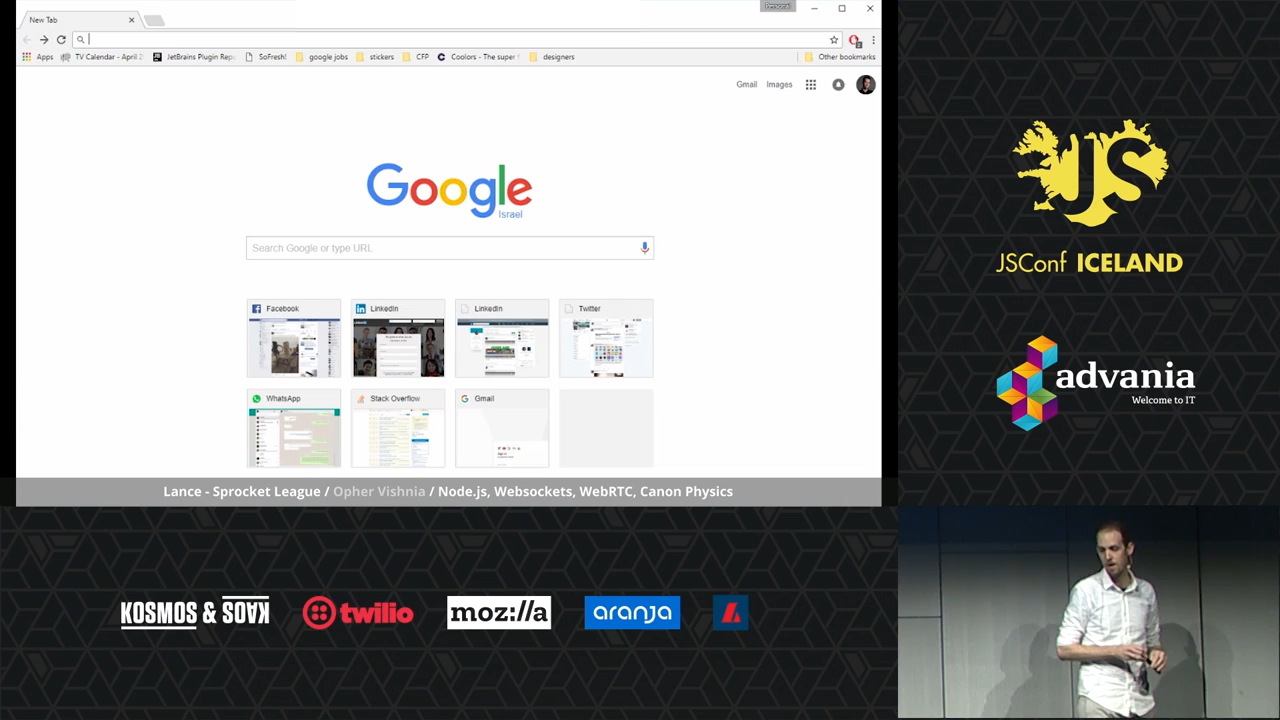 New Tab
Personal
Apps
TV Calendar - April 2
JetBrains Plugin Repo
SoFresh!
google jobs
stickers
CFP
Coolors - The super f
designers
Other bookmarks
Gmail
Images
Google
Israel
Search Google or type URL
Facebook
LinkedIn
LinkedIn
Twitter
WhatsApp
Stack Overflow
Gmail
Lance - Sprocket League / Opher Vishnia / Node.js, Websockets, WebRTC, Canon Physics
JS
JSConf ICELAND
advania
Welcome to IT
KOSMOS & KAOS
twilio
moz://a
aranja